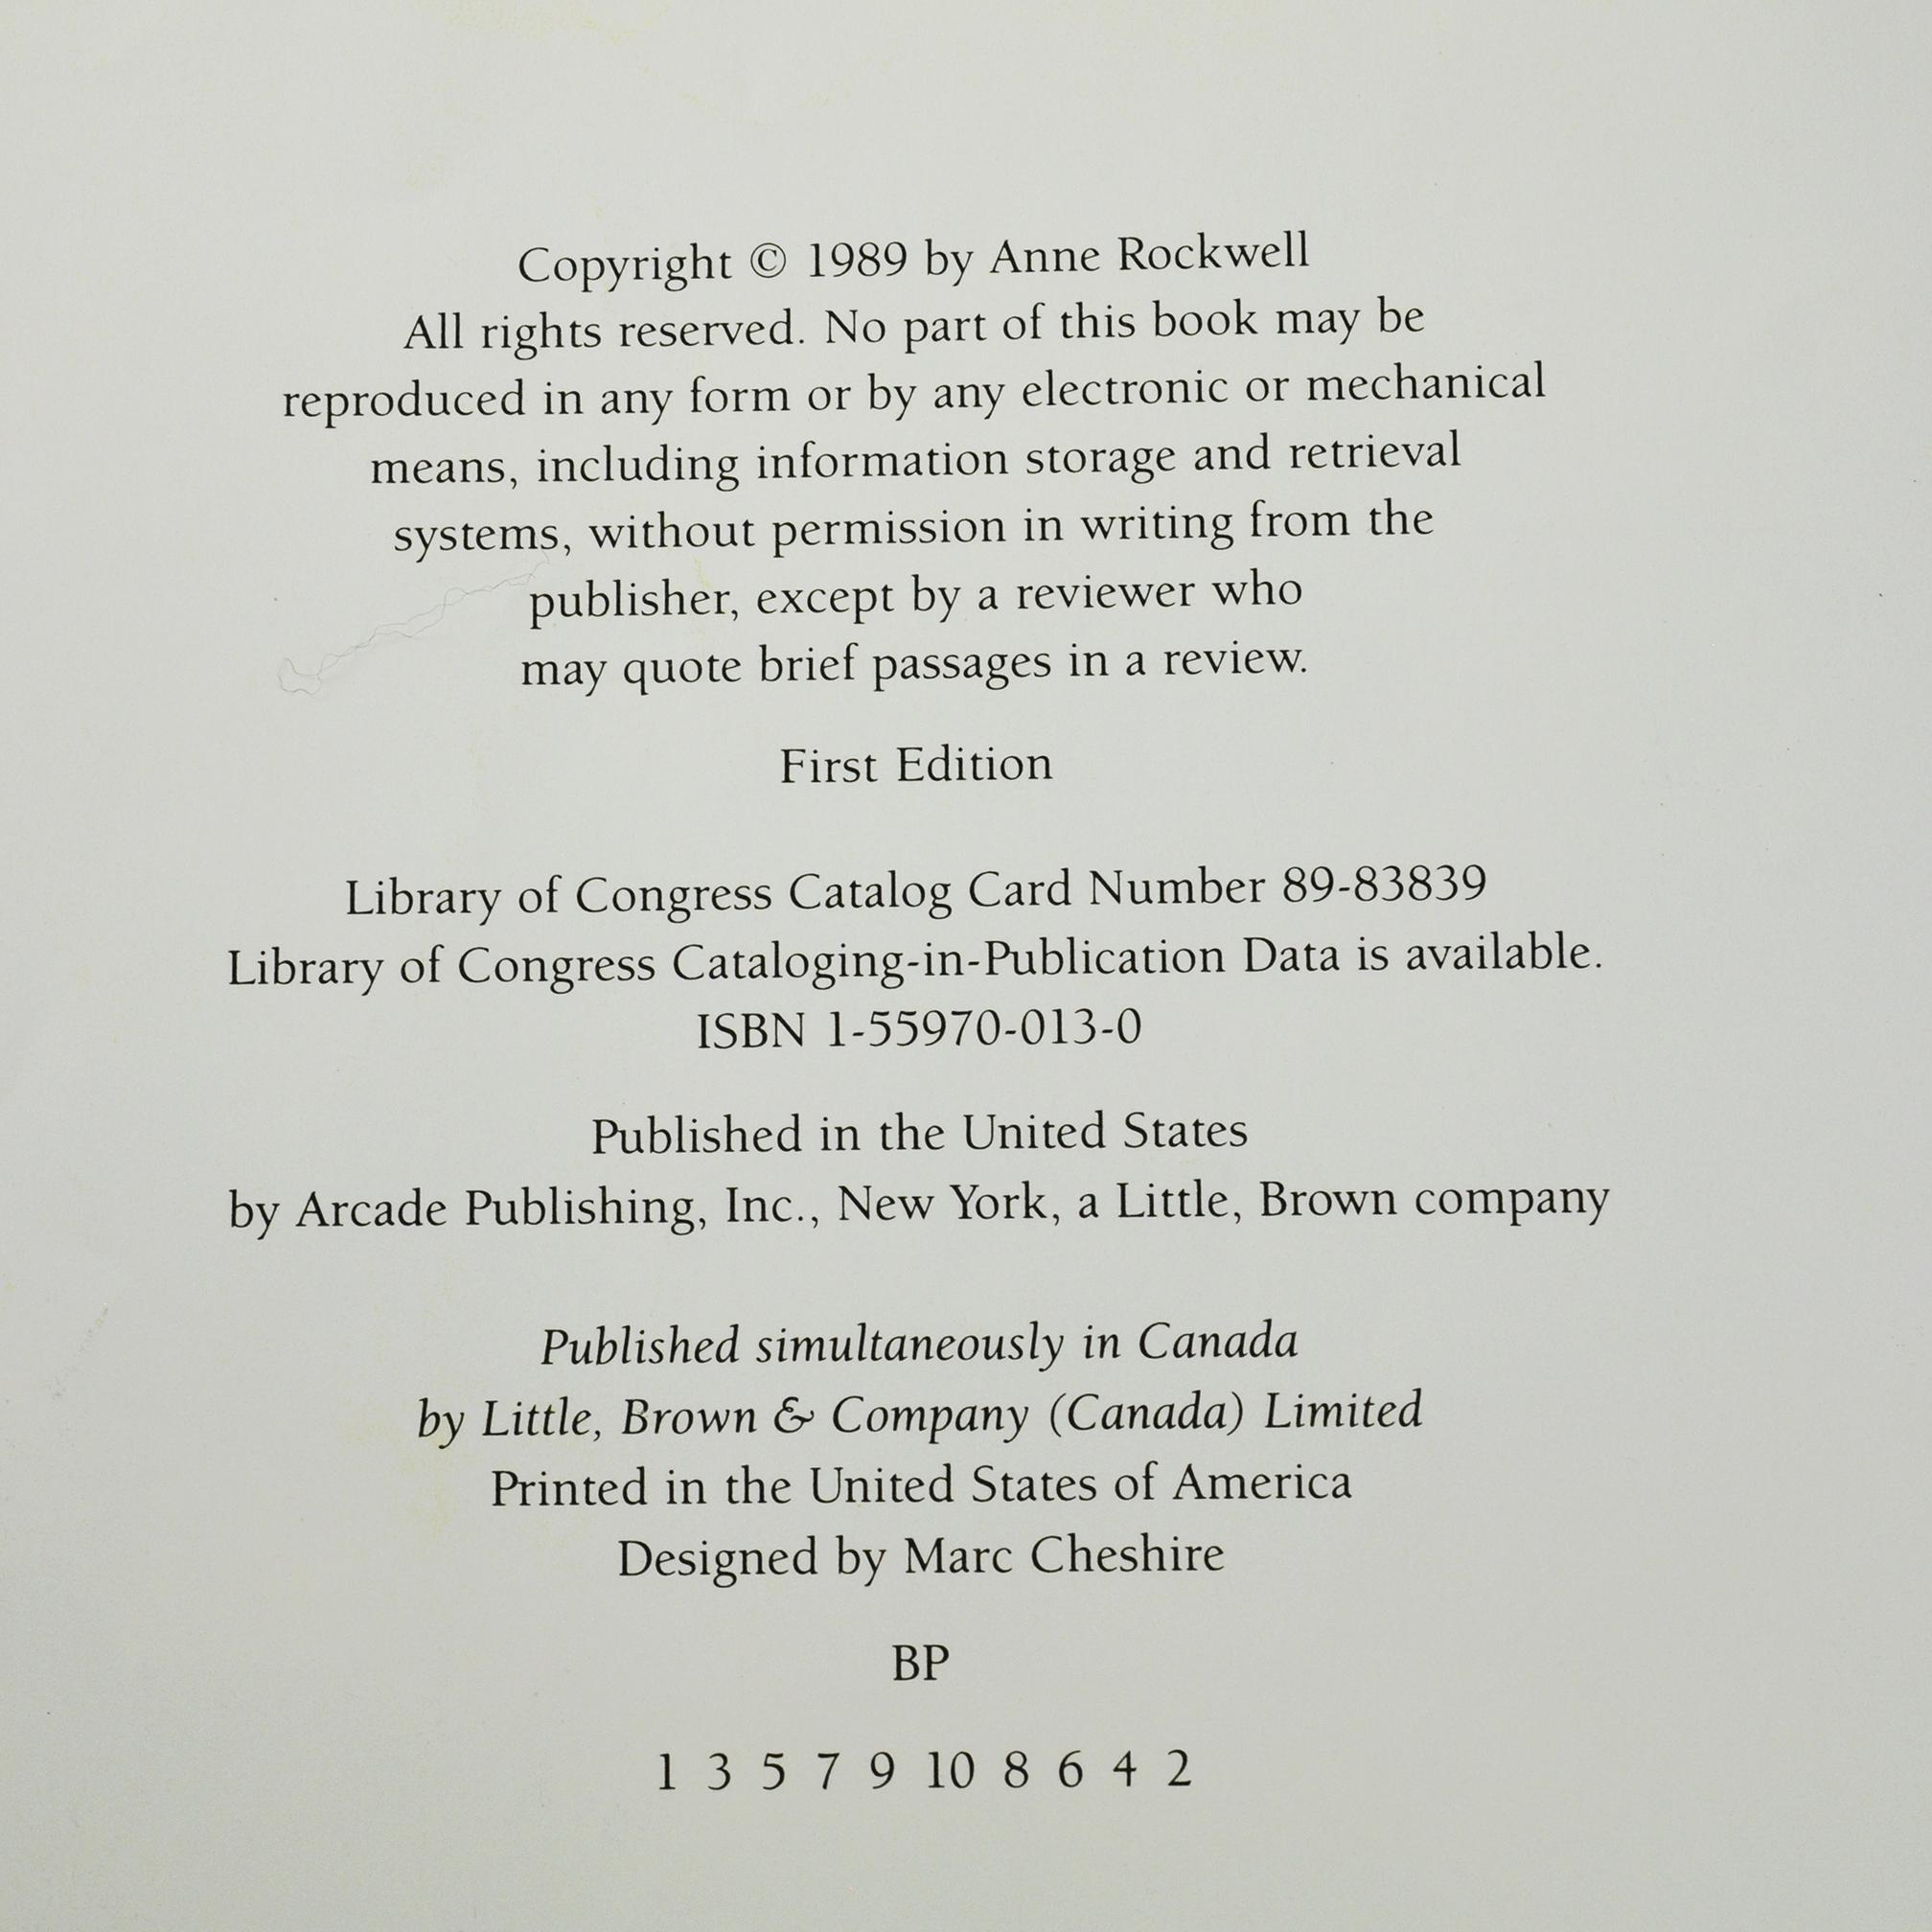 Copyright © 1989 by Anne Rockwell
All rights reserved. No part of this book may be
reproduced in any form or by any electronic or mechanical
means, including information storage and retrieval
systems, without permission in writing from the
publisher, except by a reviewer who
may quote brief passages in a review.
First Edition
Library of Congress Catalog Card Number 89-83839
Library of Congress Cataloging-in-Publication Data is available.
ISBN 1-55970-013-0
Published in the United States
by Arcade Publishing, Inc., New York, a Little, Brown company
Published simultaneously in Canada
by Little, Brown & Company (Canada) Limited
Printed in the United States of America
Designed by Marc Cheshire
BP
1 3 5 7 9 10 8 6 4 2